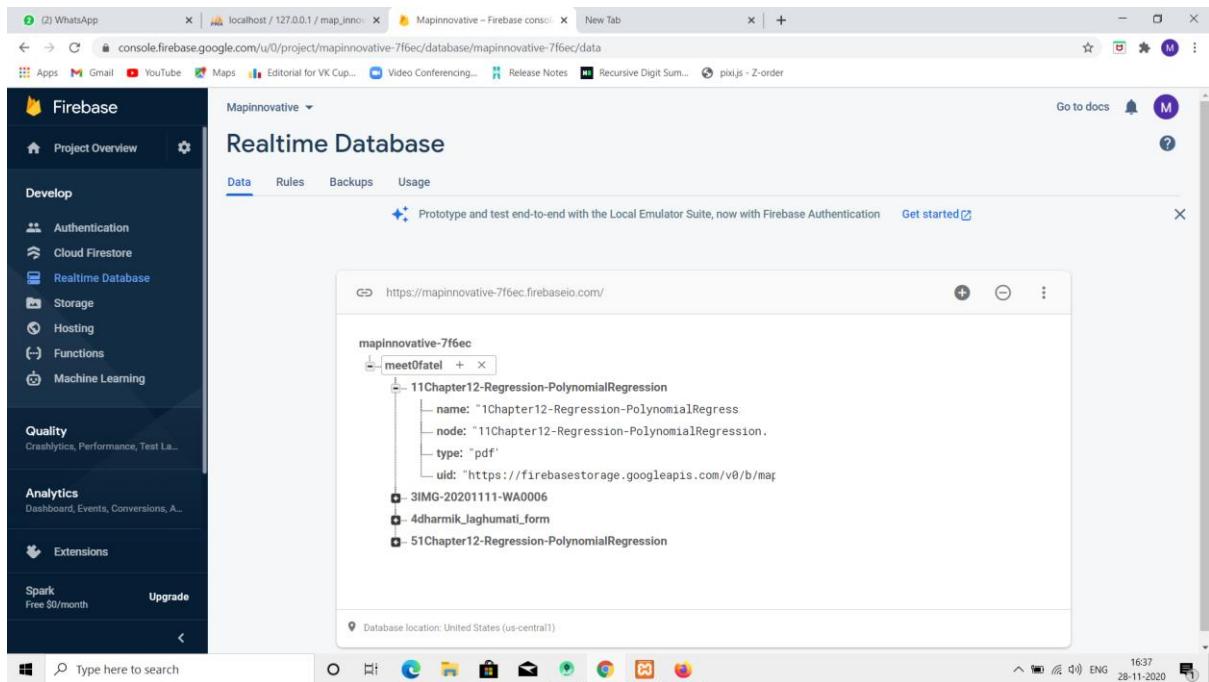 (2) WhatsApp
localhost / 127.0.0.1 / map_inno
Mapinnovative – Firebase consol
New Tab
console.firebase.google.com/u/0/project/mapinnovative-7f6ec/database/mapinnovative-7f6ec/data
M
Apps
Gmail
YouTube
Maps
Editorial for VK Cup...
Video Conferencing...
Release Notes
Recursive Digit Sum...
pixi.js - Z-order
Firebase
Mapinnovative
Go to docs
M
Project Overview
Realtime Database
Develop
Data
Rules
Backups
Usage
Prototype and test end-to-end with the Local Emulator Suite, now with Firebase Authentication
Get started
Authentication
Cloud Firestore
Realtime Database
Storage
Hosting
Functions
Machine Learning
Quality
Crashlytics, Performance, Test La...
Analytics
Dashboard, Events, Conversions, A...
Extensions
Spark
Free $0/month
Upgrade
https://mapinnovative-7f6ec.firebaseio.com/
mapinnovative-7f6ec
meet0fatel
11Chapter12-Regression-PolynomialRegression
name: "1Chapter12-Regression-PolynomialRegress
node: "11Chapter12-Regression-PolynomialRegression.
type: "pdf"
uid: "https://firebasestorage.googleapis.com/v0/b/map
3IMG-20201111-WA0006
4dharmik_laghumati_form
51Chapter12-Regression-PolynomialRegression
Database location: United States (us-central1)
Type here to search
ENG
16:37
28-11-2020